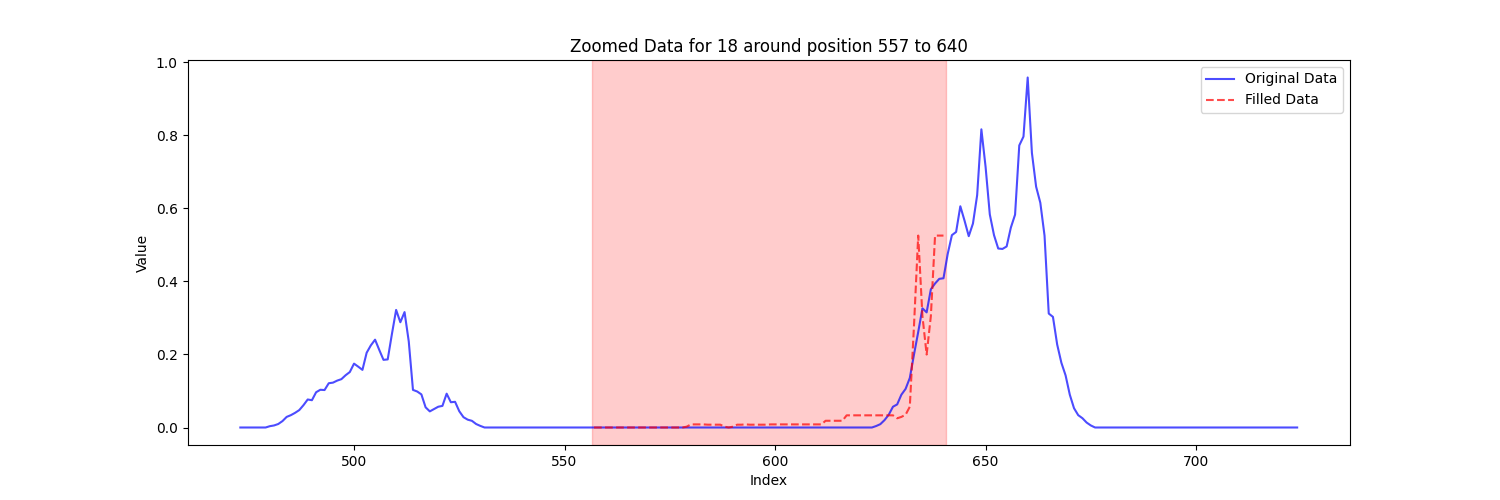 Zoomed Data for 18 around position 557 to 640
Original Data
Filled Data
Value
1.0
0.8
0.6
0.4
0.2
0.0
500
550
600
650
700
Index